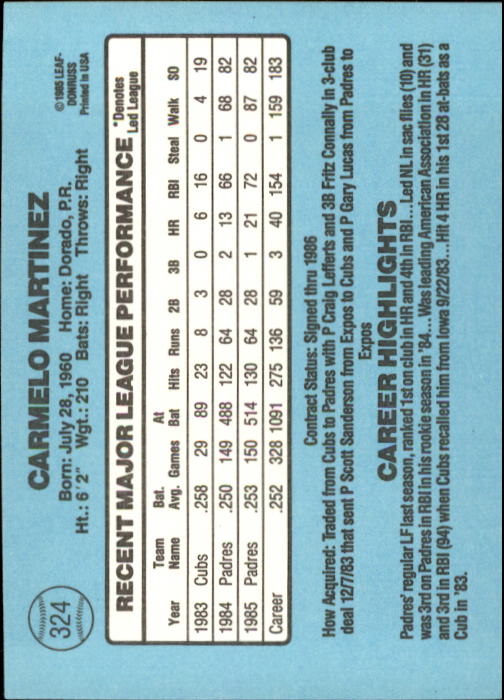 324
CARMELO MARTINEZ
©1985 LEAF-
DONRUSS
Printed in USA
Born: July 28, 1960 Home: Dorado, P.R.
Ht.: 6'2" Wgt.: 210 Bats: Right Throws: Right
RECENT MAJOR LEAGUE PERFORMANCE
*Denotes
Led League
Year Team Name Bat. Avg. Games At Bat Hits Runs 2B 3B HR RBI Steal Walk SO
1983 Cubs .258 29 89 23 8 3 0 6 16 0 4 19
1984 Padres .250 149 488 122 64 28 2 13 66 1 68 82
1985 Padres .253 150 514 130 64 28 1 21 72 0 87 82
Career .252 328 1091 275 136 59 3 40 154 1 159 183
Contract Status: Signed thru 1986
How Acquired: Traded from Cubs to Padres with P Craig Lefferts and 3B Fritz Connally in 3-club
deal 12/7/83 that sent P Scott Sanderson from Expos to Cubs and P Gary Lucas from Padres to
Expos
CAREER HIGHLIGHTS
Padres' regular LF last season, ranked 1st on club in HR and 4th in RBI...Led NL in sac flies (10) and
was 3rd on Padres in RBI in his rookie season in '84...Was leading American Association in HR (31)
and 3rd in RBI (94) when Cubs recalled him from Iowa 9/22/83...Hit 4 HR in his 1st 28 at-bats as a
Cub in '83.